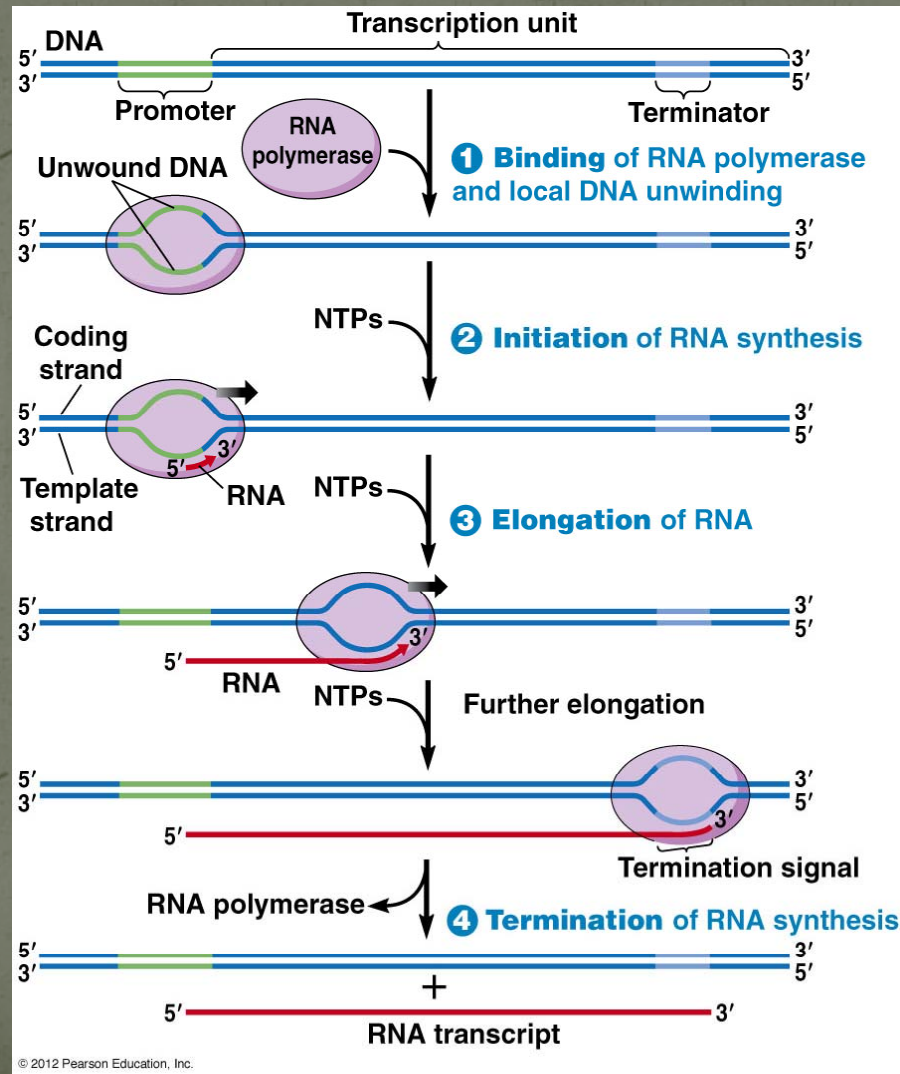 Transcription unit
DNA
5′ 3′
3′ 5′
Promoter
Terminator
RNA
polymerase
1 Binding of RNA polymerase
and local DNA unwinding
Unwound DNA
5′ 3′
3′ 5′
NTPs
2 Initiation of RNA synthesis
Coding
strand
5′ 3′
3′ 5′
3′
5′
RNA
Template
strand
NTPs
3 Elongation of RNA
5′ 3′
3′ 5′
3′
5′
RNA
NTPs
Further elongation
5′ 3′
3′ 5′
3′
5′
Termination signal
RNA polymerase
4 Termination of RNA synthesis
5′ 3′
3′ 5′
+
5′ 3′
RNA transcript
© 2012 Pearson Education, Inc.